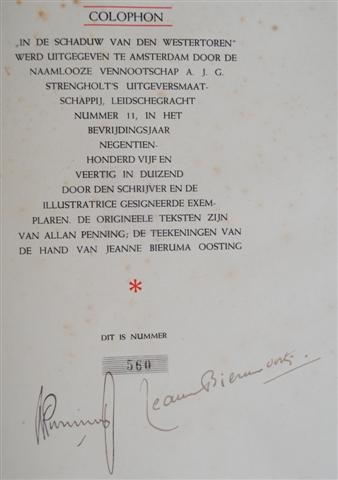 COLOPHON
„IN DE SCHADUW VAN DEN WESTERTOREN"
WERD UITGEGEVEN TE AMSTERDAM DOOR DE
NAAMLOOZE VENNOOTSCHAP A. J. G.
STRENGHOLT'S UITGEVERSMAAT-
SCHAPPIJ, LEIDSCHEGRACHT
NUMMER 11, IN HET
BEVRIJDINGSJAAR
NEGENTIEN-
HONDERD VIJF EN
VEERTIG IN DUIZEND
DOOR DEN SCHRIJVER EN DE
ILLUSTRATRICE GESIGNEERDE EXEM-
PLAREN. DE ORIGINEELE TEKSTEN ZIJN
VAN ALLAN PENNING; DE TEEKENINGEN VAN
DE HAND VAN JEANNE BIERUMA OOSTING
*
DIT IS NUMMER
560
Jeanne Bieruma Oosting.